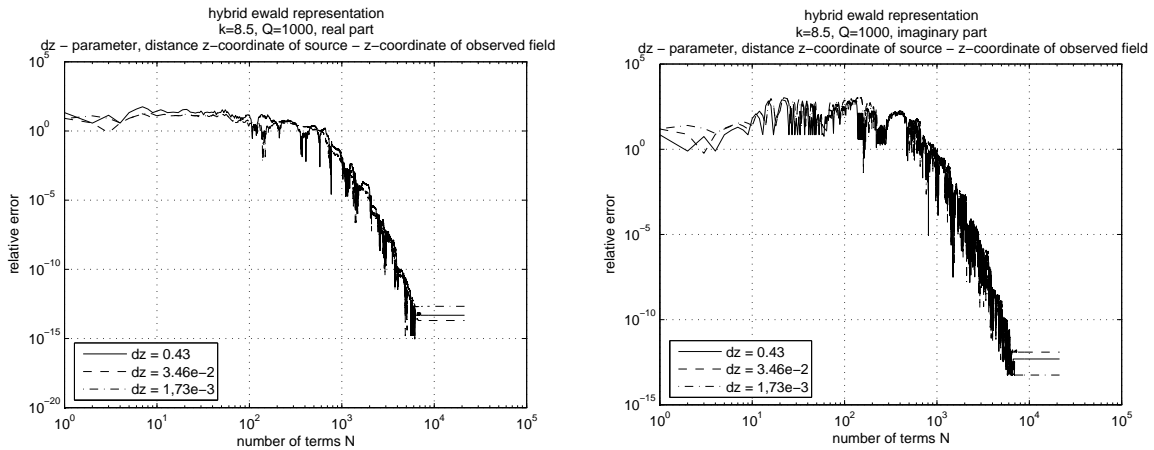 hybrid ewald representation
k=8.5, Q=1000, real part
dz − parameter, distance z−coordinate of source − z−coordinate of observed field
10^5
10^0
10^−5
10^−10
10^−15
10^−20
relative error
dz = 0.43
dz = 3.46e−2
dz = 1,73e−3
10^0
10^1
10^2
10^3
10^4
10^5
number of terms N
hybrid ewald representation
k=8.5, Q=1000, imaginary part
dz − parameter, distance z−coordinate of source − z−coordinate of observed field
10^5
10^0
10^−5
10^−10
10^−15
relative error
dz = 0.43
dz = 3.46e−2
dz = 1,73e−3
10^0
10^1
10^2
10^3
10^4
10^5
number of terms N